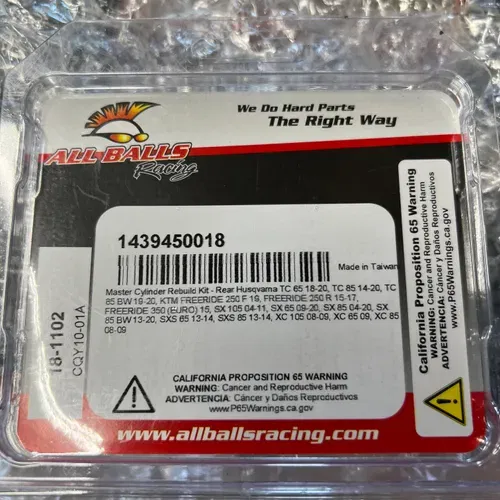 We Do Hard Parts
The Right Way
ALL BALLS
Racing
1439450018
Made in Taiwan
Master Cylinder Rebuild Kit - Rear Husqvarna TC 65 18-20, TC 85 14-20, TC
85 BW 19-20, KTM FREERIDE 250 F 19, FREERIDE 250 R 15-17,
FREERIDE 350 (EURO) 15, SX 105 04-11, SX 65 09-20, SX 85 04-20, SX
85 BW 13-20, SXS 65 13-14, SXS 85 13-14, XC 105 08-09, XC 65 09, XC 85
08-09
CALIFORNIA PROPOSITION 65 WARNING
WARNING: Cancer and Reproductive Harm
ADVERTENCIA: Cáncer y Daños Reproductivos
www.P65Warnings.ca.gov
18-1102
CQY10-01A
California Proposition 65 Warning
WARNING: Cancer and Reproductive Harm
ADVERTENCIA: Cáncer y Daños Reproductivos
www.P65Warnings.ca.gov
www.allballsracing.com